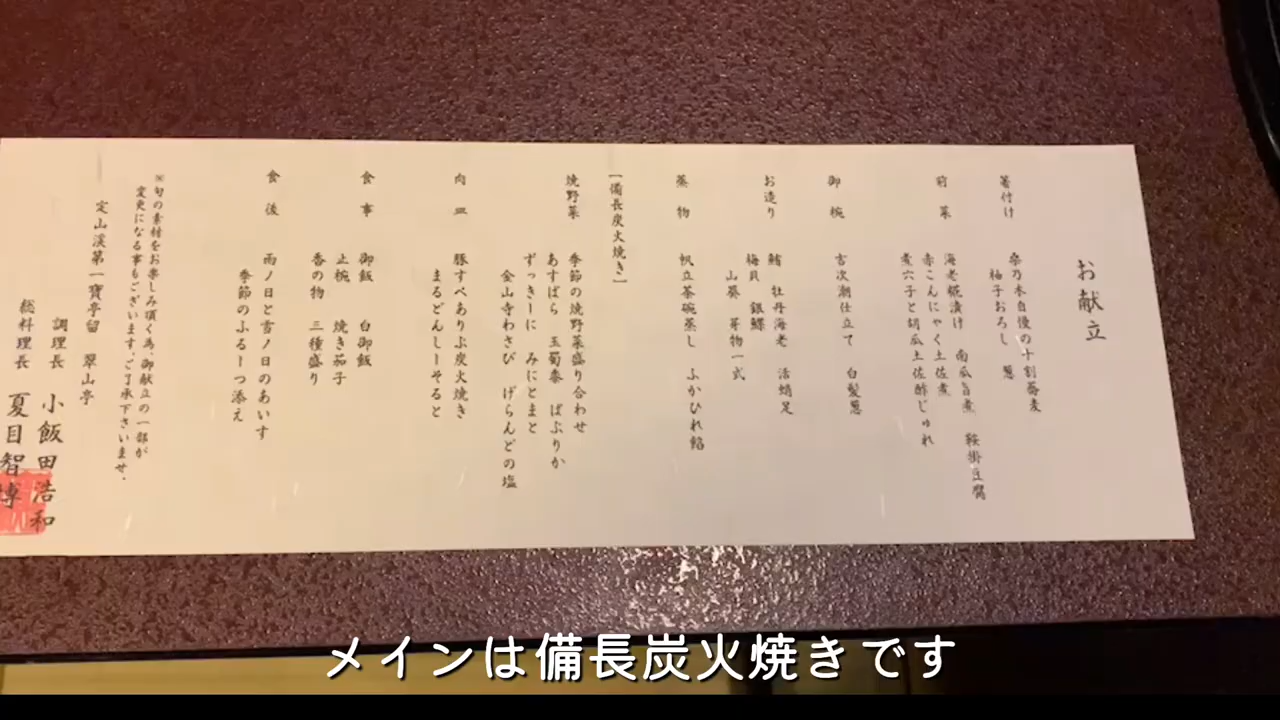 お献立
箸付け
桑乃木自慢の十割蕎麦
柚子おろし 葱
前菜
海老糀漬け 南瓜旨煮 鞍掛豆腐
赤こんにゃく土佐煮
煮穴子と胡瓜土佐酢じゅれ
御椀
吉次潮仕立て 白髪葱
お造り
鮪 牡丹海老 活蛸足
梅貝 銀鰈
山葵 芽物一式
蒸物
帆立茶碗蒸し ふかひれ餡
[備長炭火焼き]
焼野菜
季節の焼野菜盛り合わせ
あすぱら 玉蜀黍 ぱぷりか
ずっきーに みにとまと
金山寺わさび げらんどの塩
肉皿
豚すぺありぶ炭火焼き
まるどんしーそると
食事
御飯 白御飯
止椀 焼き茄子
香の物 三種盛り
食後
雨ノ日と雪ノ日のあいす
季節のふるーつ添え
※旬の素材をお楽しみ頂く為、御献立の一部が
変更になる事もございます。ご了承下さいませ。
定山渓第一寶亭留 翠山亭
調理長 小飯田浩和
総料理長 夏目智博
メインは備長炭火焼きです